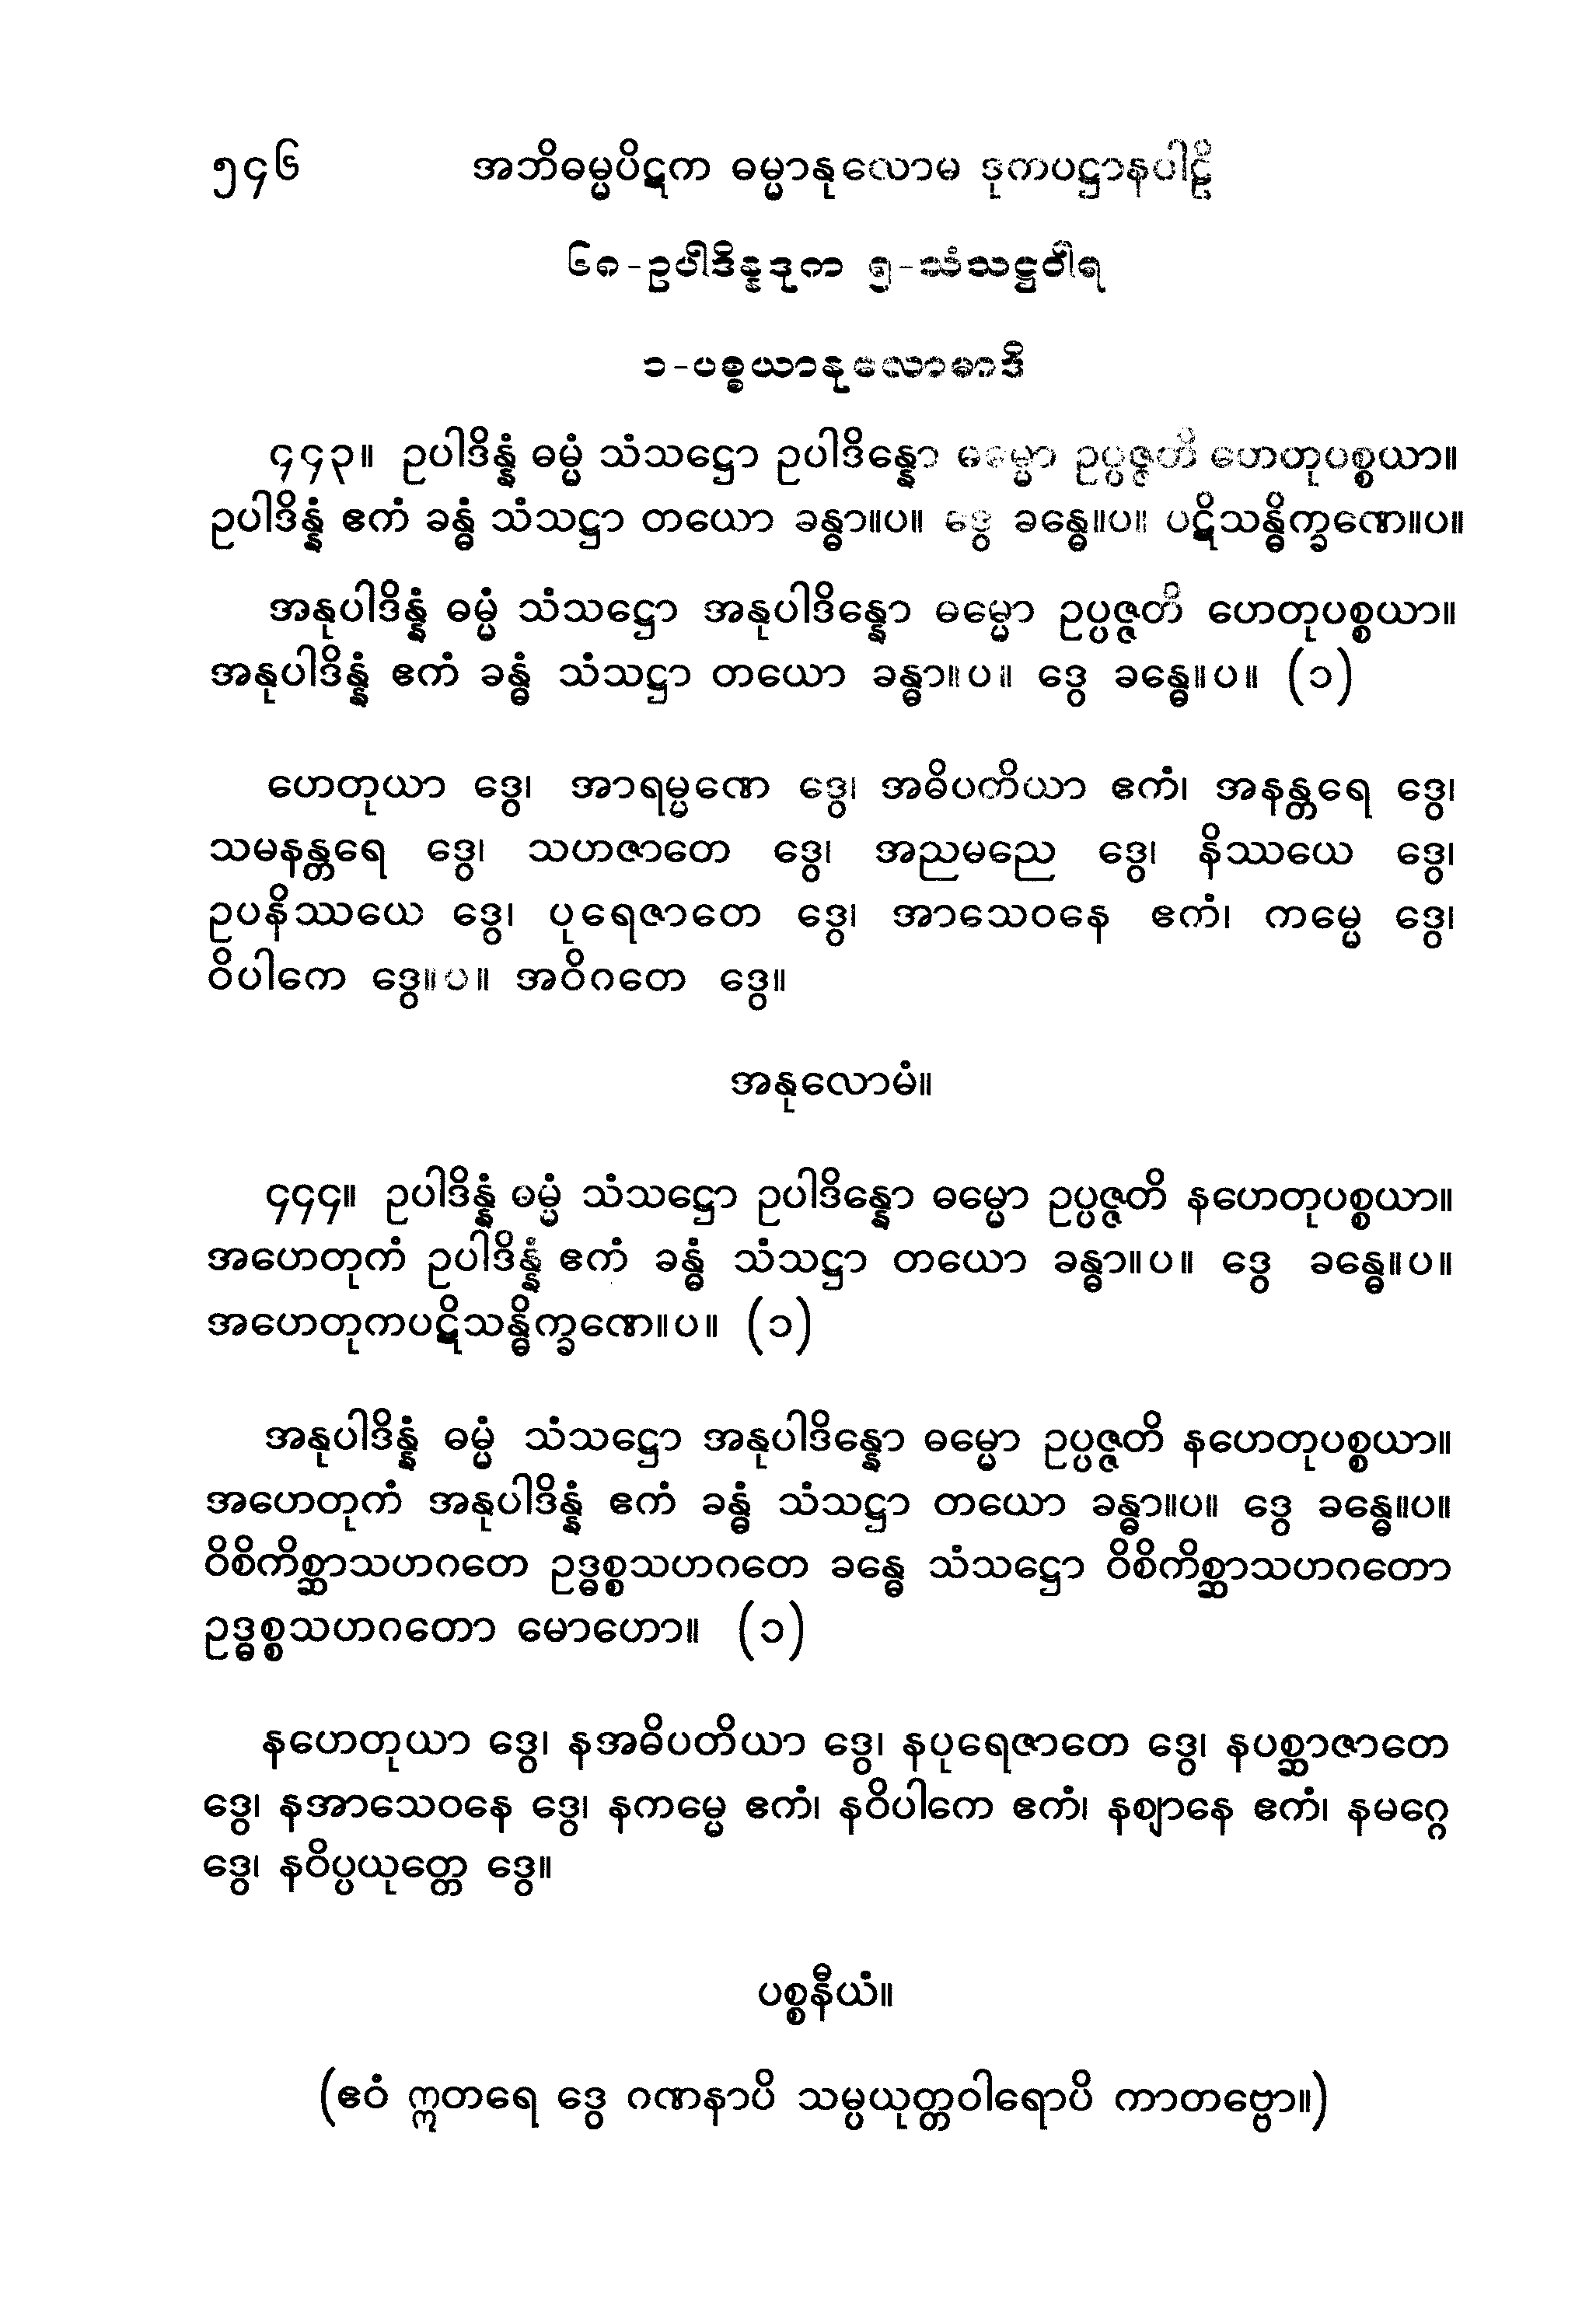 ၅၄၆ အဘိဓမ္မပိဋက ဓမ္မာနုလောမ ဒုကပဋ္ဌာနပါဠိ
၆၈-ဥပါဒိန္နဒုက ၅-သံသဋ္ဌဝါရ
၁-ပစ္စယာနုလောမာဒိ
၄၄၃။ ဥပါဒိန္နံ ဓမ္မံ သံသဋ္ဌော ဥပါဒိန္နော ဓမ္မော ဥပ္ပဇ္ဇတိ ဟေတုပစ္စယာ။
ဥပါဒိန္နံ ဧကံ ခန္ဓံ သံသဋ္ဌာ တယော ခန္ဓာ။ပ။ ဒွေ ခန္ဓေ။ပ။ ပဋိသန္ဓိက္ခဏေ။ပ။
အနုပါဒိန္နံ ဓမ္မံ သံသဋ္ဌော အနုပါဒိန္နော ဓမ္မော ဥပ္ပဇ္ဇတိ ဟေတုပစ္စယာ။
အနုပါဒိန္နံ ဧကံ ခန္ဓံ သံသဋ္ဌာ တယော ခန္ဓာ။ပ။ ဒွေ ခန္ဓေ။ပ။ (၁)
ဟေတုယာ ဒွေ၊ အာရမ္မဏေ ဒွေ၊ အဓိပတိယာ ဧကံ၊ အနန္တရေ ဒွေ၊
သမနန္တရေ ဒွေ၊ သဟဇာတေ ဒွေ၊ အညမညေ ဒွေ၊ နိဿယေ ဒွေ၊
ဥပနိဿယေ ဒွေ၊ ပုရေဇာတေ ဒွေ၊ အာသေဝနေ ဧကံ၊ ကမ္မေ ဒွေ၊
ဝိပါကေ ဒွေ။ပ။ အဝိဂတေ ဒွေ။
အနုလောမံ။
၄၄၄။ ဥပါဒိန္နံ ဓမ္မံ သံသဋ္ဌော ဥပါဒိန္နော ဓမ္မော ဥပ္ပဇ္ဇတိ နဟေတုပစ္စယာ။
အဟေတုကံ ဥပါဒိန္နံ ဧကံ ခန္ဓံ သံသဋ္ဌာ တယော ခန္ဓာ။ပ။ ဒွေ ခန္ဓေ။ပ။
အဟေတုကပဋိသန္ဓိက္ခဏေ။ပ။ (၁)
အနုပါဒိန္နံ ဓမ္မံ သံသဋ္ဌော အနုပါဒိန္နော ဓမ္မော ဥပ္ပဇ္ဇတိ နဟေတုပစ္စယာ။
အဟေတုကံ အနုပါဒိန္နံ ဧကံ ခန္ဓံ သံသဋ္ဌာ တယော ခန္ဓာ။ပ။ ဒွေ ခန္ဓေ။ပ။
ဝိစိကိစ္ဆာသဟဂတေ ဥဒ္ဓစ္စသဟဂတေ ခန္ဓေ သံသဋ္ဌော ဝိစိကိစ္ဆာသဟဂတော
ဥဒ္ဓစ္စသဟဂတော မောဟော။ (၁)
နဟေတုယာ ဒွေ၊ နအဓိပတိယာ ဒွေ၊ နပုရေဇာတေ ဒွေ၊ နပစ္ဆာဇာတေ
ဒွေ၊ နအာသေဝနေ ဒွေ၊ နကမ္မေ ဧကံ၊ နဝိပါကေ ဧကံ၊ နဈာနေ ဧကံ၊ နမဂ္ဂေ
ဒွေ၊ နဝိပ္ပယုတ္တေ ဒွေ။
ပစ္စနီယံ။
(ဧဝံ ဣတရေ ဒွေ ဂဏနာပိ သမ္ပယုတ္တဝါရောပိ ကာတဗ္ဗော။)